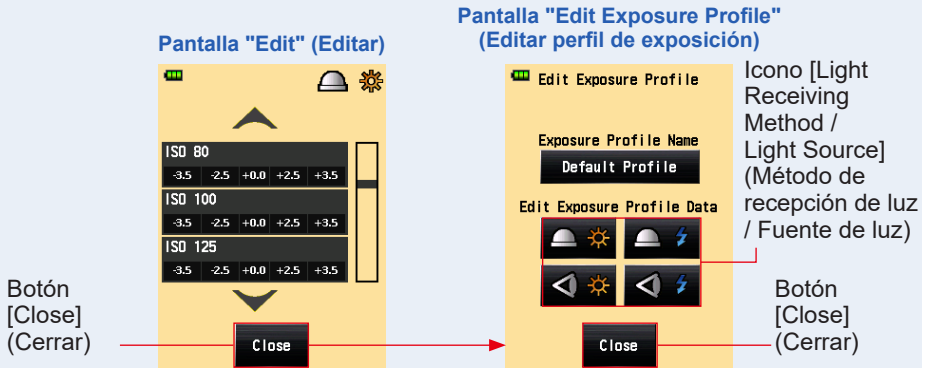 Pantalla "Edit" (Editar)
ISO 80
-3.5 -2.5 +0.0 +2.5 +3.5
ISO 100
-3.5 -2.5 +0.0 +2.5 +3.5
ISO 125
-3.5 -2.5 +0.0 +2.5 +3.5
Close
Botón
[Close]
(Cerrar)
Pantalla "Edit Exposure Profile"
(Editar perfil de exposición)
Edit Exposure Profile
Exposure Profile Name
Default Profile
Edit Exposure Profile Data
Close
Icono [Light
Receiving
Method /
Light Source]
(Método de
recepción de luz
/ Fuente de luz)
Botón
[Close]
(Cerrar)